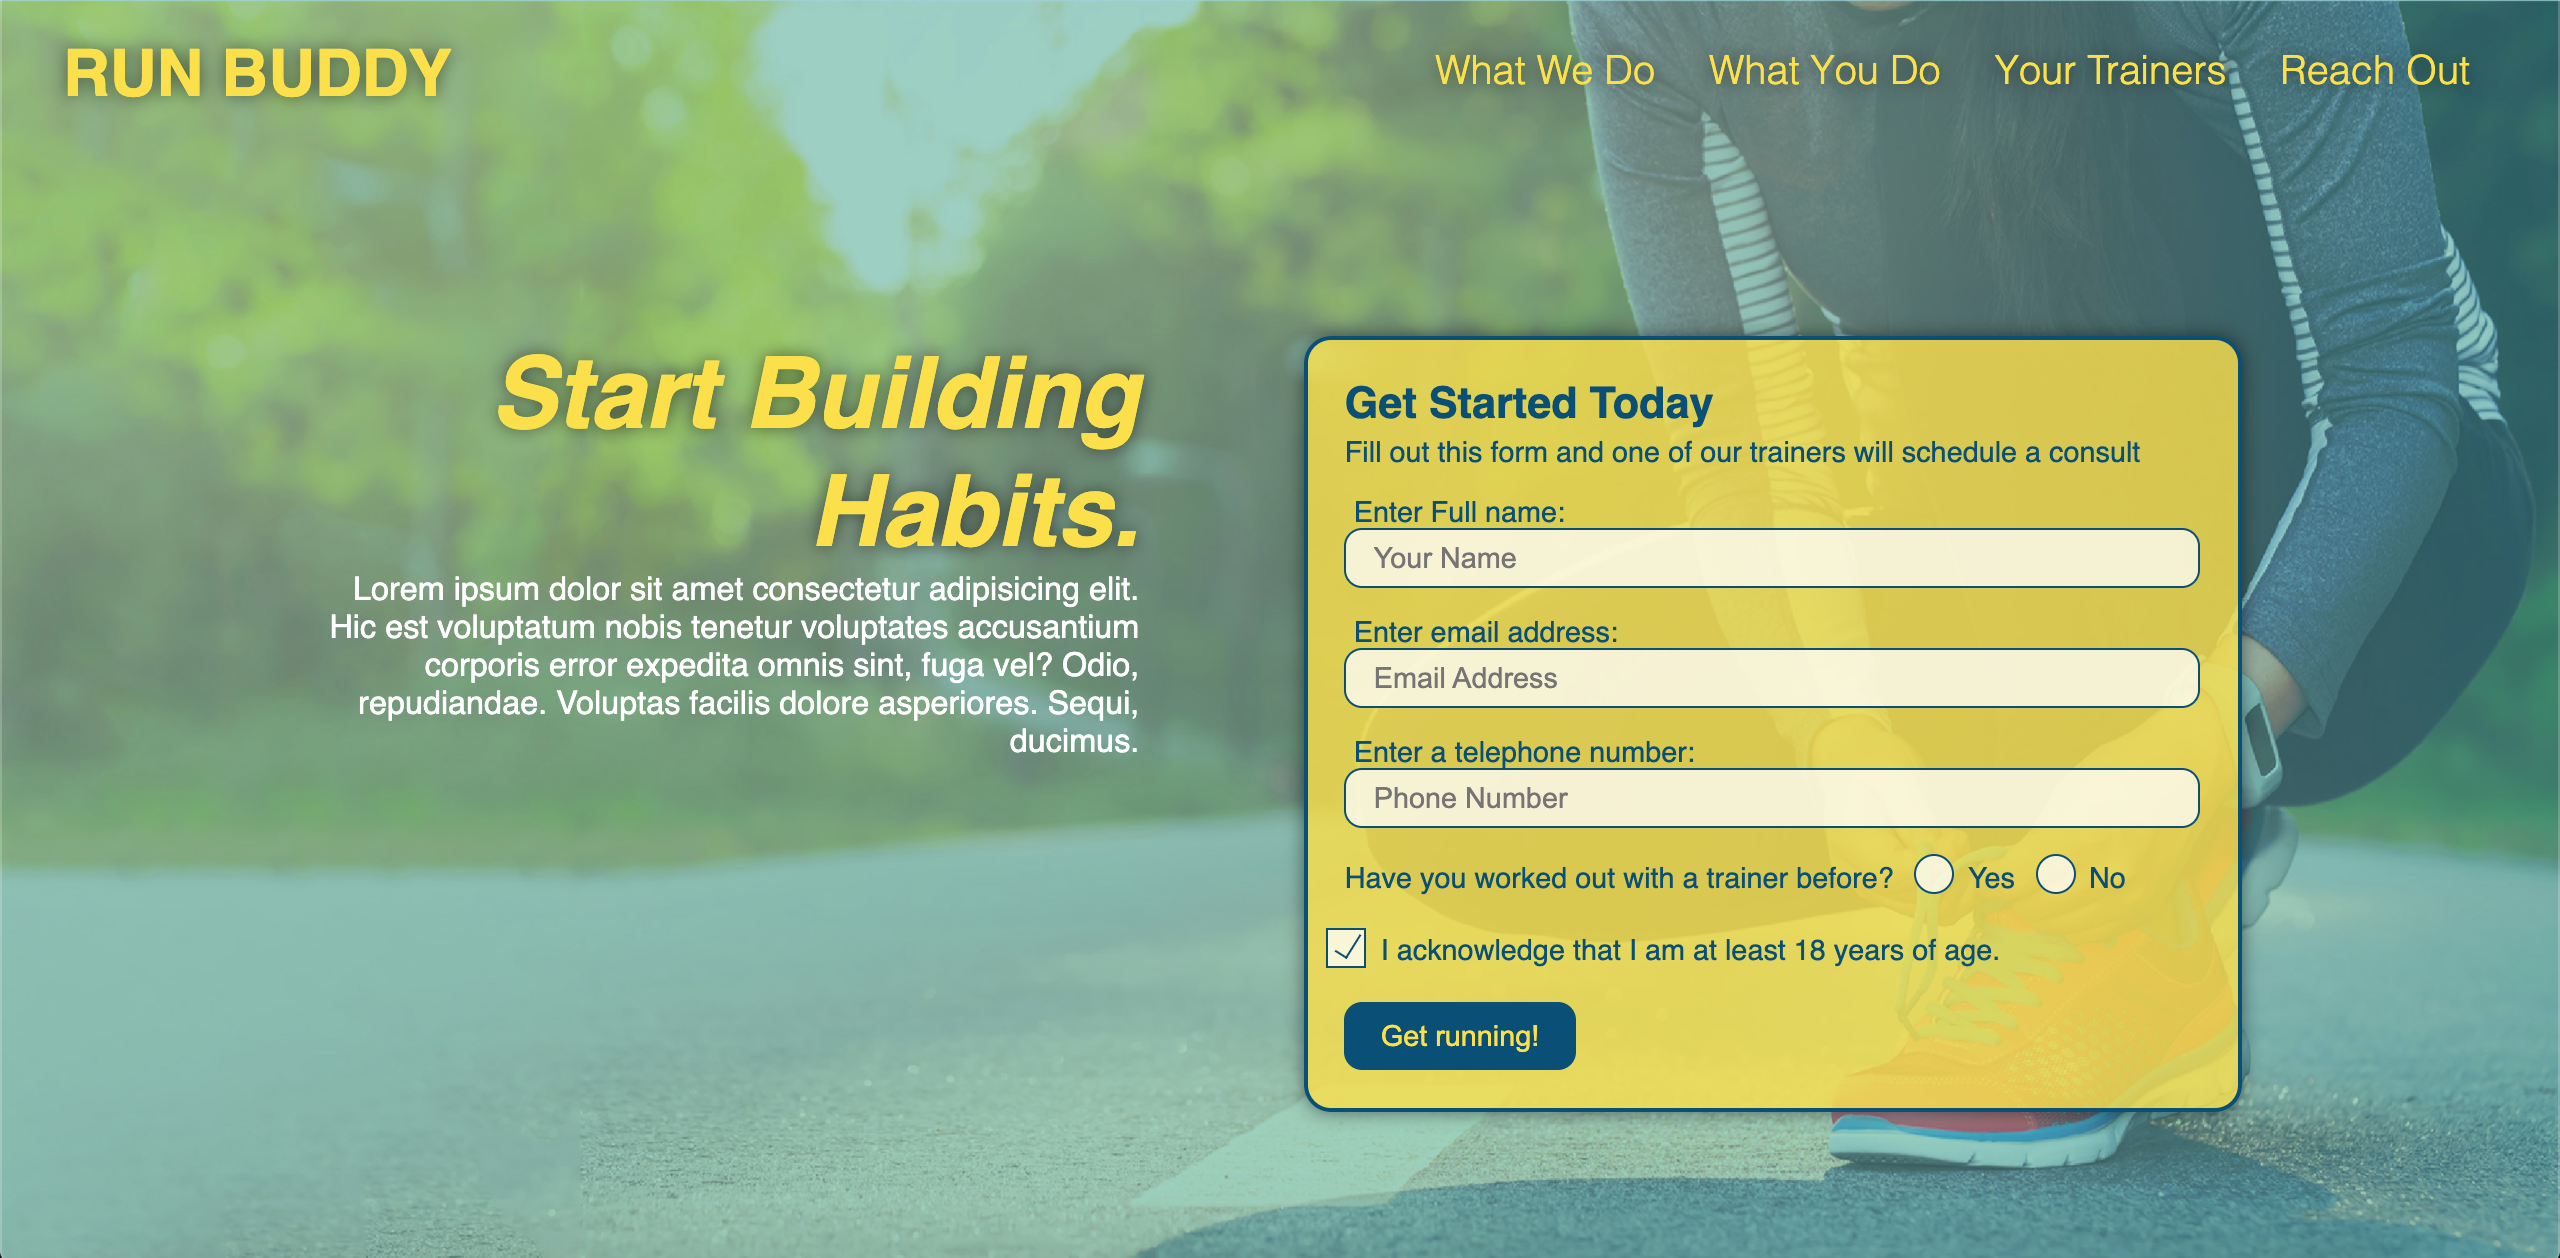 RUN BUDDY
What We Do What You Do Your Trainers Reach Out
Start Building
Habits.
Lorem ipsum dolor sit amet consectetur adipisicing elit.
Hic est voluptatum nobis tenetur voluptates accusantium
corporis error expedita omnis sint, fuga vel? Odio,
repudiandae. Voluptas facilis dolore asperiores. Sequi,
ducimus.
Get Started Today
Fill out this form and one of our trainers will schedule a consult
Enter Full name:
Your Name
Enter email address:
Email Address
Enter a telephone number:
Phone Number
Have you worked out with a trainer before? Yes No
I acknowledge that I am at least 18 years of age.
Get running!